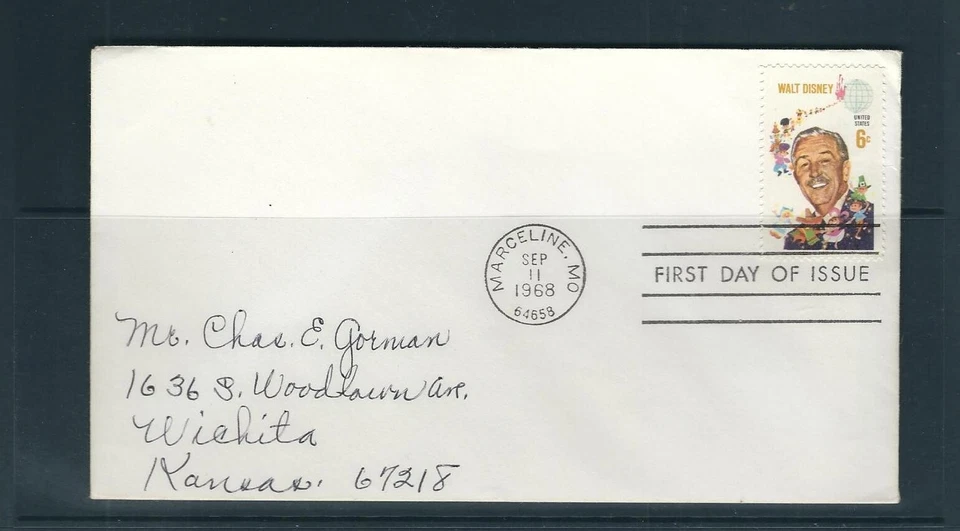 WALT DISNEY
UNITED
STATES
6c
MARCELINE, MO
SEP
11
1968
64658
FIRST DAY OF ISSUE
Mr. Chas. E. Gorman
1636 S. Woodlawn Ave.
Wichita
Kansas. 67218